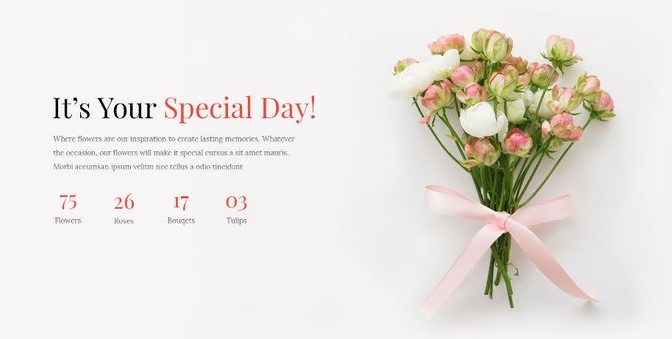 It's Your Special Day!
Where flowers are our inspiration to create lasting memories. Whatever
the occasion, our flowers will make it special cursus a sit amet mauris.
Morbi accumsan ipsum velitm nec tellus a odio tincidunt
75 26 17 03
Flowers Roses Bouqets Tulips